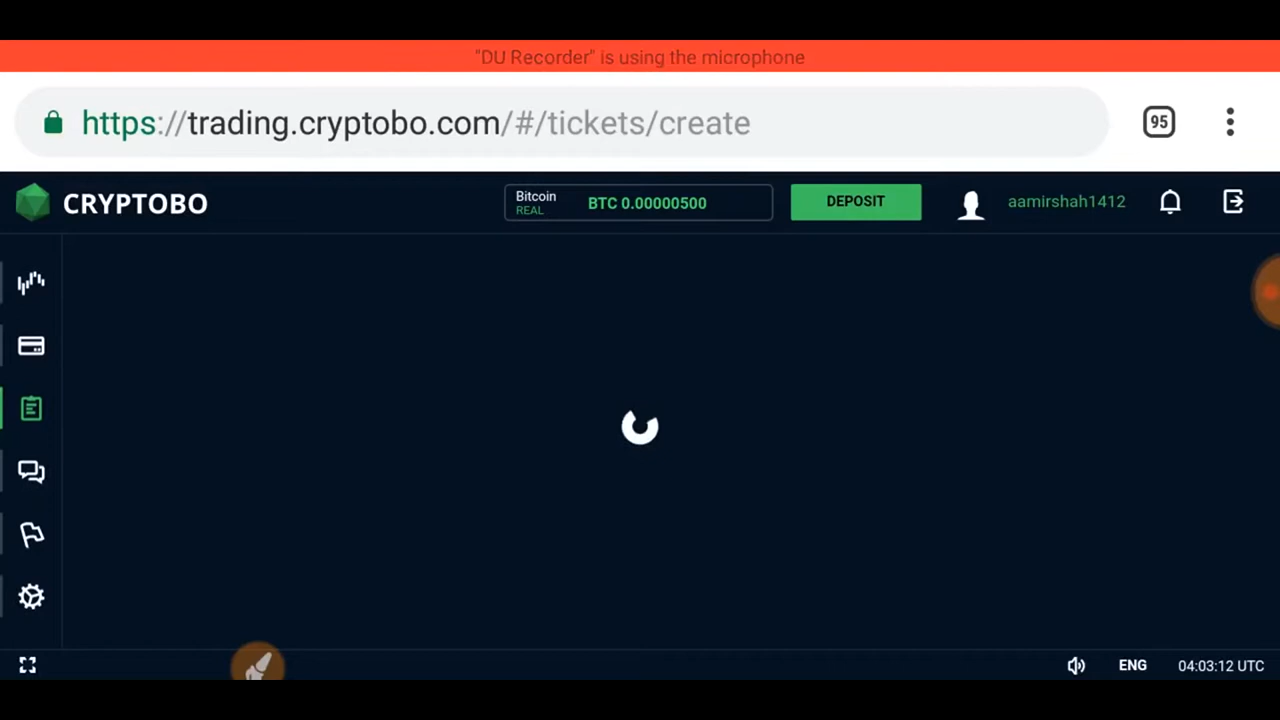 "DU Recorder" is using the microphone
https://trading.cryptobo.com/#/tickets/create
95
CRYPTOBO
Bitcoin
REAL
BTC 0.00000500
DEPOSIT
aamirshah1412
ENG
04:03:12 UTC